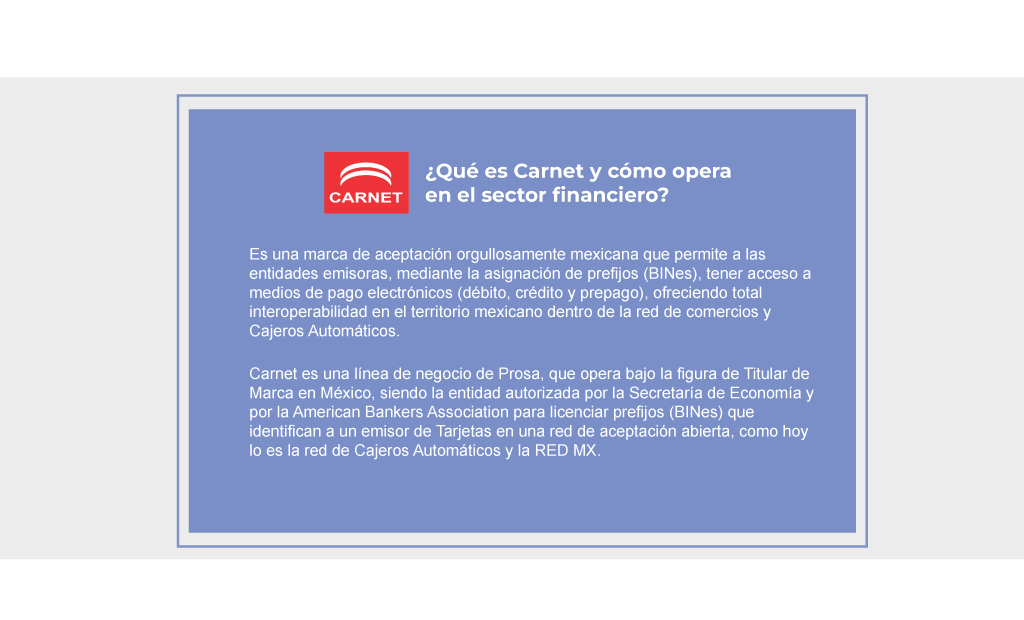 CARNET
¿Qué es Carnet y cómo opera
en el sector financiero?
Es una marca de aceptación orgullosamente mexicana que permite a las
entidades emisoras, mediante la asignación de prefijos (BINes), tener acceso a
medios de pago electrónicos (débito, crédito y prepago), ofreciendo total
interoperabilidad en el territorio mexicano dentro de la red de comercios y
Cajeros Automáticos.
Carnet es una línea de negocio de Prosa, que opera bajo la figura de Titular de
Marca en México, siendo la entidad autorizada por la Secretaría de Economía y
por la American Bankers Association para licenciar prefijos (BINes) que
identifican a un emisor de Tarjetas en una red de aceptación abierta, como hoy
lo es la red de Cajeros Automáticos y la RED MX.